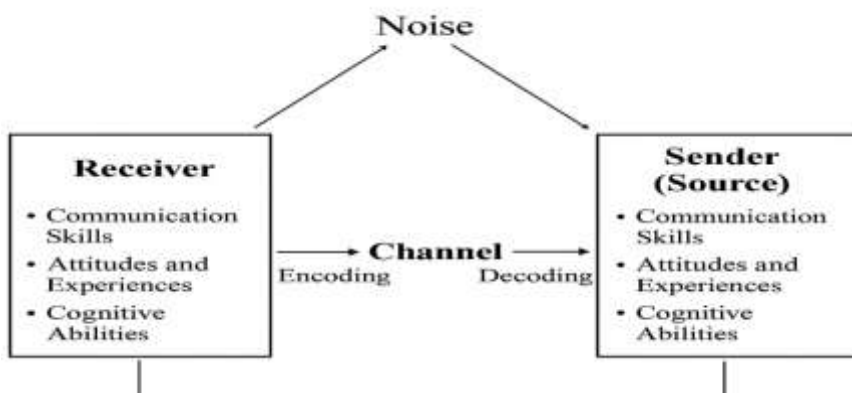 Noise
Receiver
• Communication
Skills
• Attitudes and
Experiences
• Cognitive
Abilities
Encoding
Channel
Decoding
Sender
(Source)
• Communication
Skills
• Attitudes and
Experiences
• Cognitive
Abilities